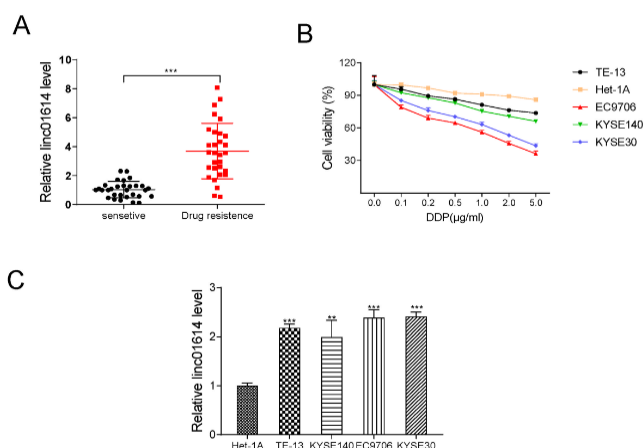 A
Relative linc01614 level
10
8
6
4
2
0
***
sensetive
Drug resistence
B
Cell viability (%)
120
90
60
30
0.0 0.1 0.2 0.5 1.0 2.0 5.0
DDP(μg/ml)
TE-13
Het-1A
EC9706
KYSE140
KYSE30
C
Relative linc01614 level
3
2
1
0
*** ** *** ***
Het-1A TE-13 KYSE140 EC9706 KYSE30